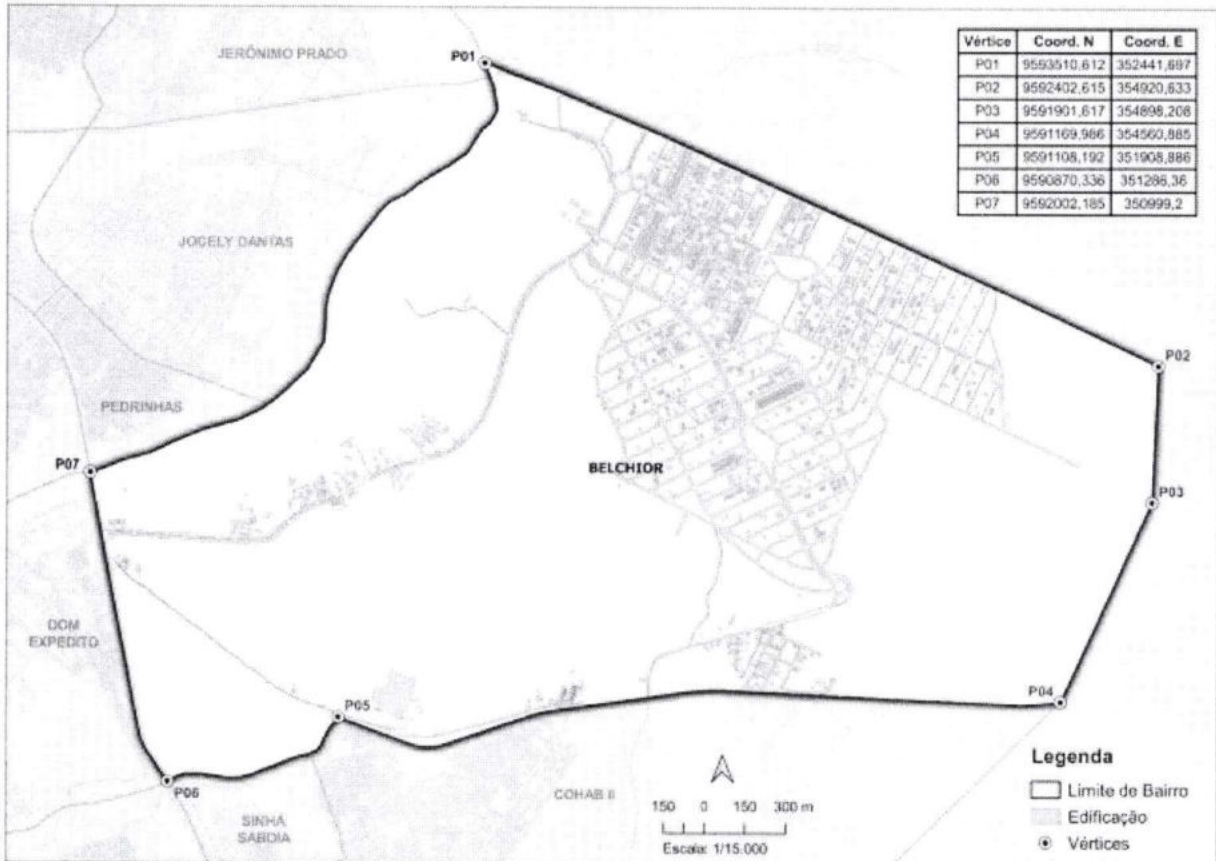 JERÔNIMO PRADO
P01
Vértice Coord. N Coord. E
P01 9593510,612 352441,697
P02 9592402,615 354920,633
P03 9591901,617 354898,208
P04 9591169,986 354560,885
P05 9591108,192 351908,886
P06 9590870,336 351286,36
P07 9592002,185 350999,2
JOCELY DANTAS
P02
PEDRINHAS
P07
BELCHIOR
P03
DOM
EXPEDITO
P04
P05
P06
SINHÁ
SABOIA
COHAB II
150 0 150 300 m
Escala: 1/15.000
Legenda
Limite de Bairro
Edificação
Vértices